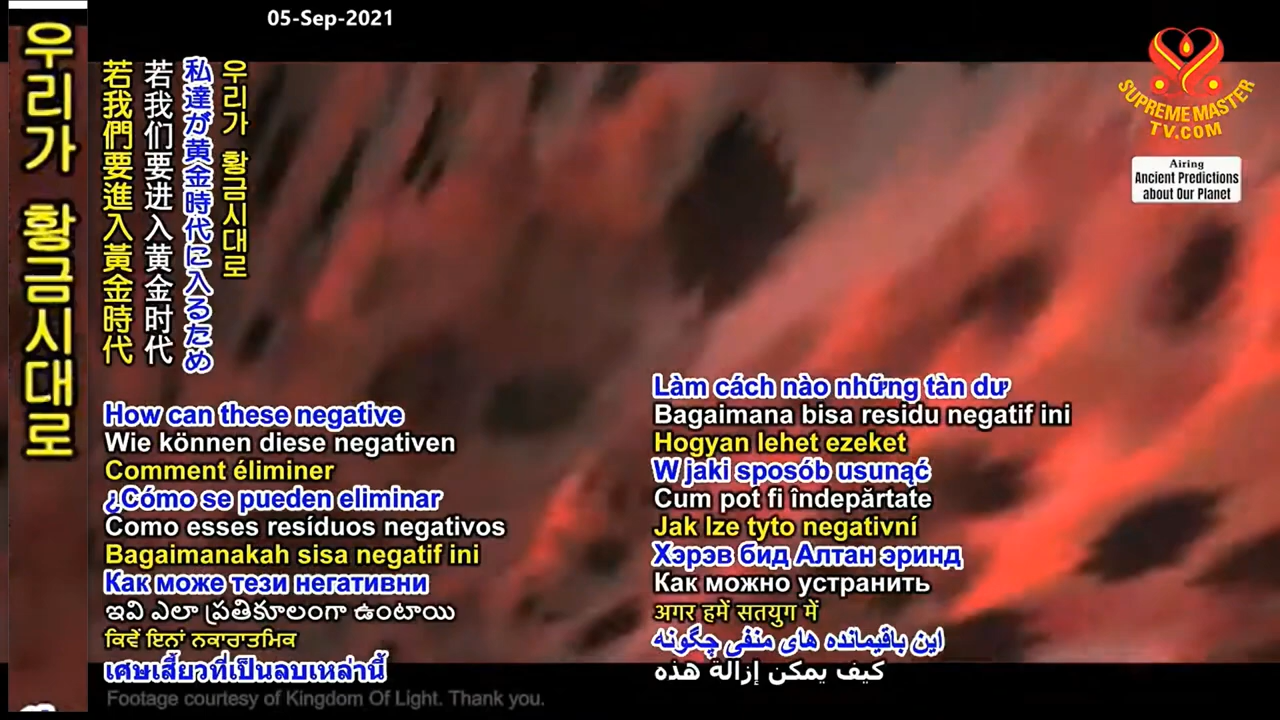 05-Sep-2021
우리가 황금시대로
若我們要進入黃金時代
若我们要进入黄金时代
私達が黄金時代に入るため
우리가 황금시대로
SUPREME MASTER
TV.COM
Airing
Ancient Predictions
about Our Planet
How can these negative
Wie können diese negativen
Comment éliminer
¿Cómo se pueden eliminar
Como esses resíduos negativos
Bagaimanakah sisa negatif ini
Как може тези негативни
ఇవి ఎలా ప్రతికూలంగా ఉంటాయి
ਕਿਵੇਂ ਇਨਾਂ ਨਕਾਰਾਤਮਿਕ
เศษเสี้ยวที่เป็นลบเหล่านี้
Làm cách nào những tàn dư
Bagaimana bisa residu negatif ini
Hogyan lehet ezeket
W jaki sposób usunąć
Cum pot fi îndepărtate
Jak lze tyto negativní
Хэрэв бид Алтан эринд
Как можно устранить
अगर हमें सतयुग में
این باقیمانده های منفی چگونه
كيف يمكن إزالة هذه
Footage courtesy of Kingdom Of Light. Thank you.